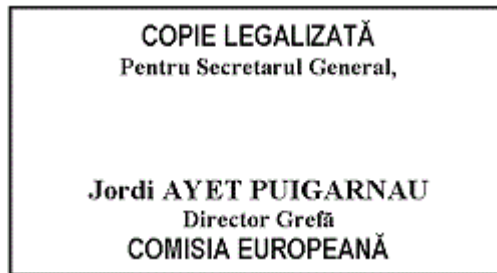 COPIE LEGALIZATĂ
Pentru Secretarul General,
Jordi AYET PUIGARNAU
Director Grefă
COMISIA EUROPEANĂ